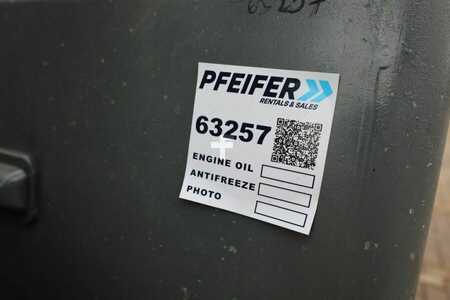 PFEIFER
RENTALS & SALES
63257
ENGINE OIL
ANTIFREEZE
PHOTO